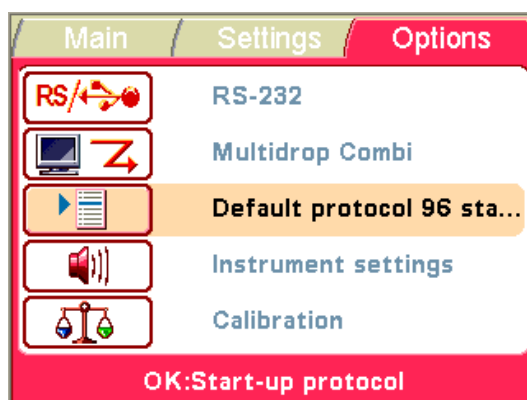 Main Settings Options
RS/ RS-232
Multidrop Combi
Default protocol 96 sta...
Instrument settings
Calibration
OK:Start-up protocol